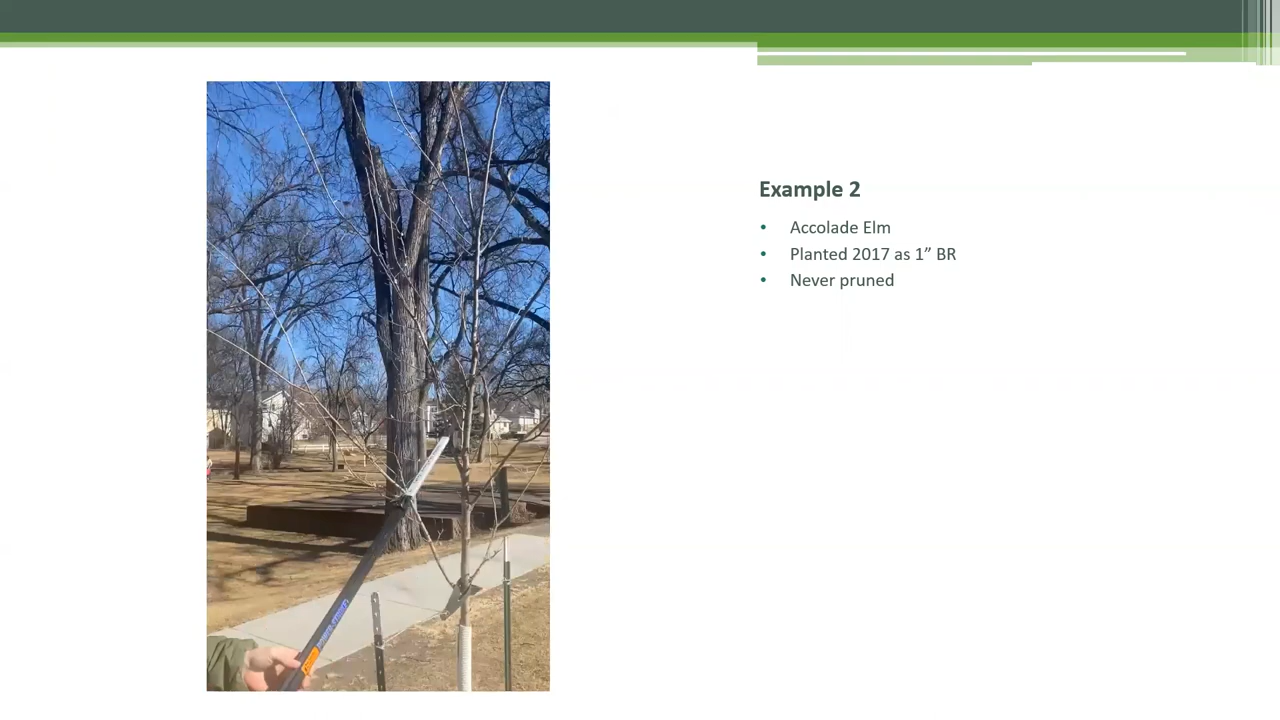 Example 2
• Accolade Elm
• Planted 2017 as 1” BR
• Never pruned